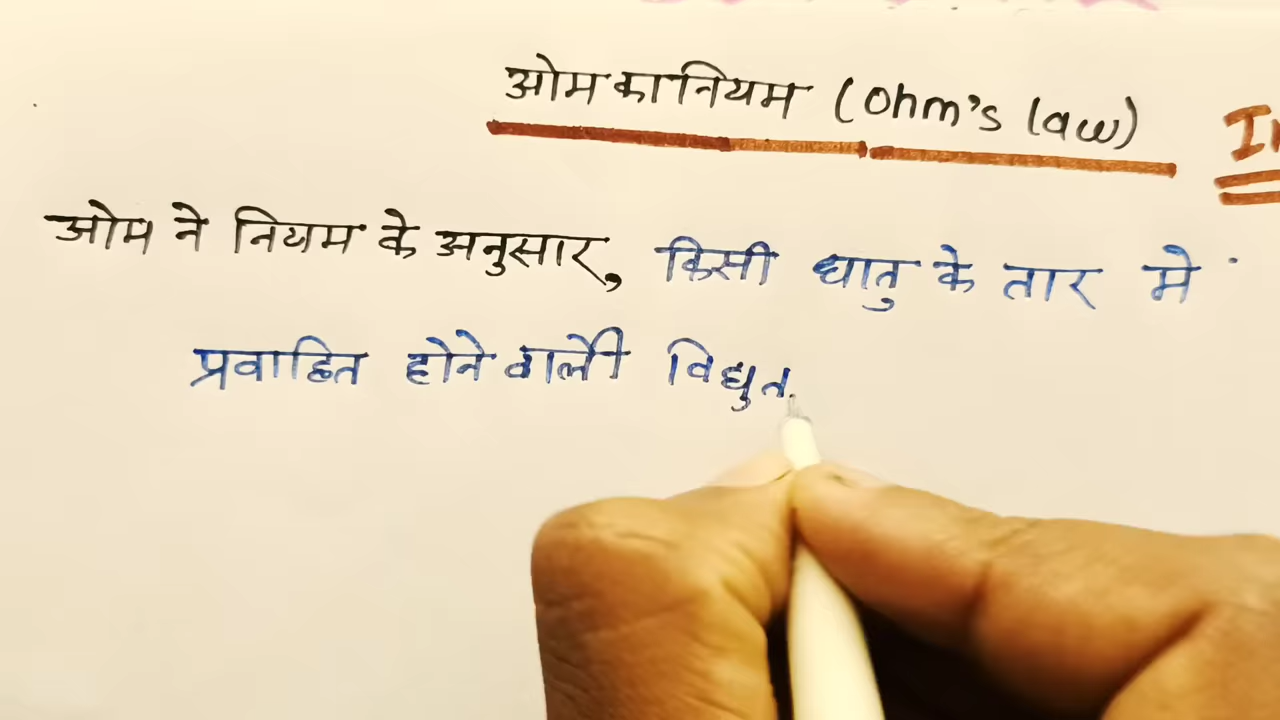 ओम का नियम (Ohm's law)
ओम ने नियम के अनुसार, किसी धातु के तार मे
प्रवाहित होने वाली विद्युत